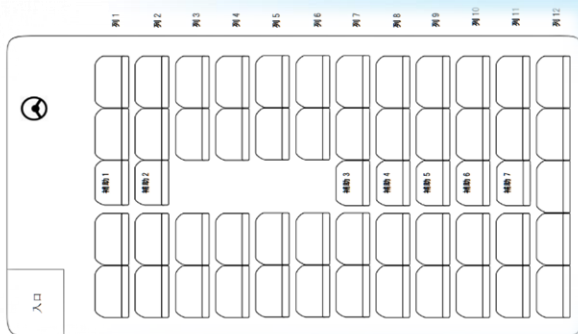 列 1
列 2
列 3
列 4
列 5
列 6
列 7
列 8
列 9
列 10
列 11
列 12
補助 1
補助 2
補助 3
補助 4
補助 5
補助 6
補助 7
入口